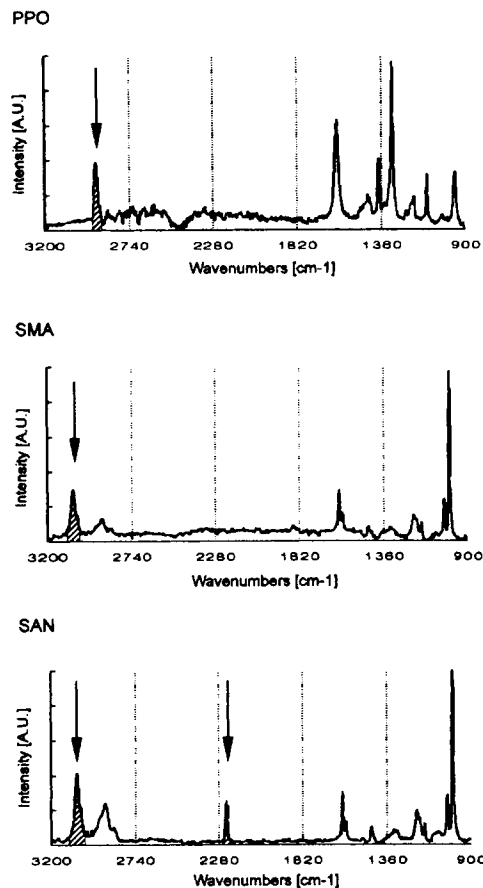 PPO
Intensity [A.U.]
3200 2740 2280 1820 1360 900
Wavenumbers [cm-1]
SMA
Intensity [A.U.]
3200 2740 2280 1820 1360 900
Wavenumbers [cm-1]
SAN
Intensity [A.U.]
3200 2740 2280 1820 1360 900
Wavenumbers [cm-1]